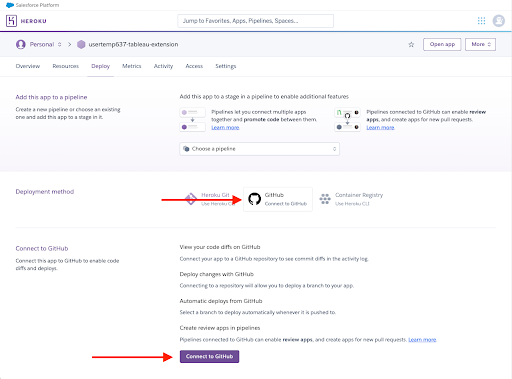 Salesforce Platform
HEROKU
Jump to Favorites, Apps, Pipelines, Spaces...
Personal
usertemp637-tableau-extension
Open app
More
Overview
Resources
Deploy
Metrics
Activity
Access
Settings
Add this app to a pipeline
Create a new pipeline or choose an existing
one and add this app to a stage in it.
Add this app to a stage in a pipeline to enable additional features
Pipelines let you connect multiple apps
together and promote code between them.
Learn more.
Pipelines connected to GitHub can enable review
apps, and create apps for new pull requests.
Learn more.
Choose a pipeline
Deployment method
Heroku Git
Use Heroku CLI
GitHub
Connect to GitHub
Container Registry
Use Heroku CLI
Connect to GitHub
Connect this app to GitHub to enable code
diffs and deploys.
View your code diffs on GitHub
Connect your app to a GitHub repository to see commit diffs in the activity log.
Deploy changes with GitHub
Connecting to a repository will allow you to deploy a branch to your app.
Automatic deploys from GitHub
Select a branch to deploy automatically whenever it is pushed to.
Create review apps in pipelines
Pipelines connected to GitHub can enable review apps, and create apps for new pull requests. Learn more.
Connect to GitHub